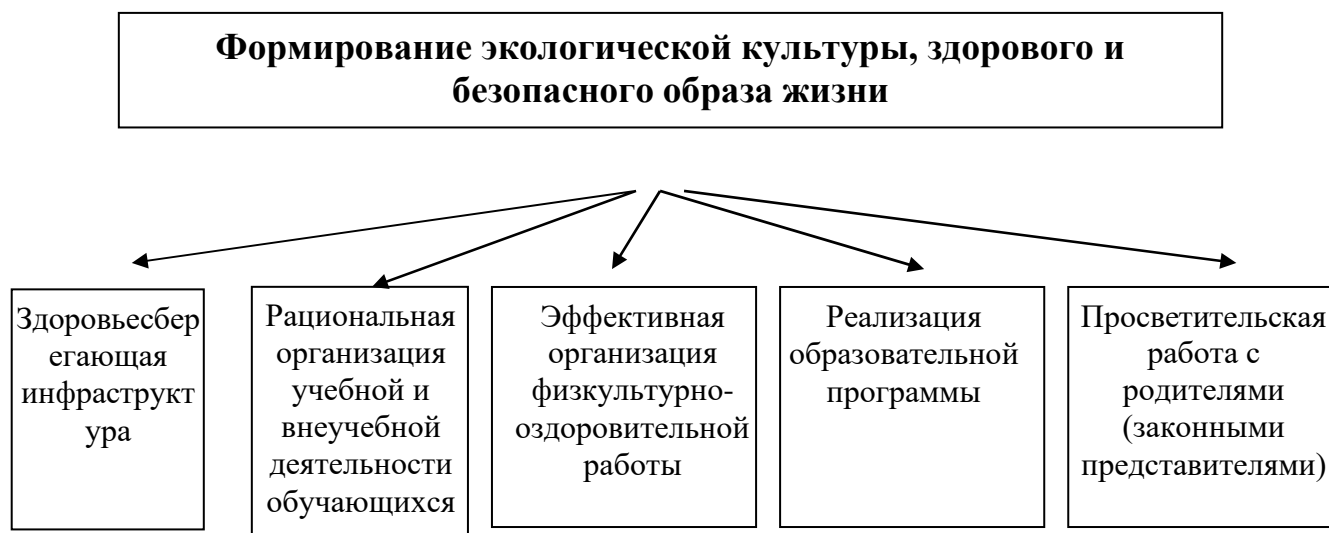 Формирование экологической культуры, здорового и
безопасного образа жизни
Здоровьесбер
егающая
инфраструкт
ура
Рациональная
организация
учебной и
внеучебной
деятельности
обучающихся
Эффективная
организация
физкультурно-
оздоровительной
работы
Реализация
образовательной
программы
Просветительская
работа с
родителями
(законными
представителями)